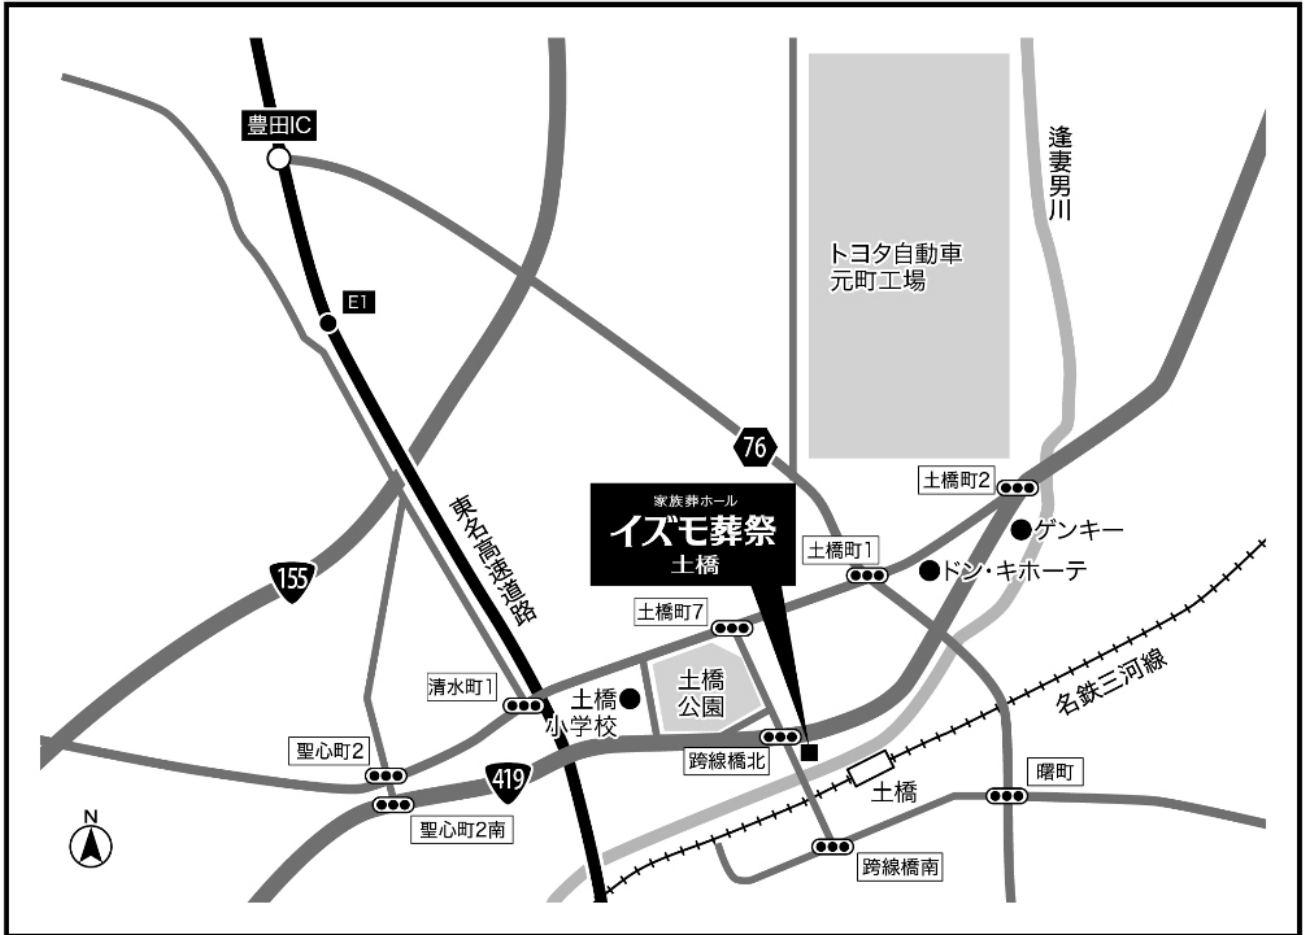 豊田IC
E1
逢妻男川
トヨタ自動車
元町工場
76
土橋町2
家族葬ホール
イズモ葬祭
土橋
ゲンキー
土橋町1
ドン・キホーテ
東名高速道路
155
土橋町7
清水町1
土橋
小学校
土橋
公園
名鉄三河線
聖心町2
跨線橋北
419
土橋
曙町
聖心町2南
跨線橋南
N